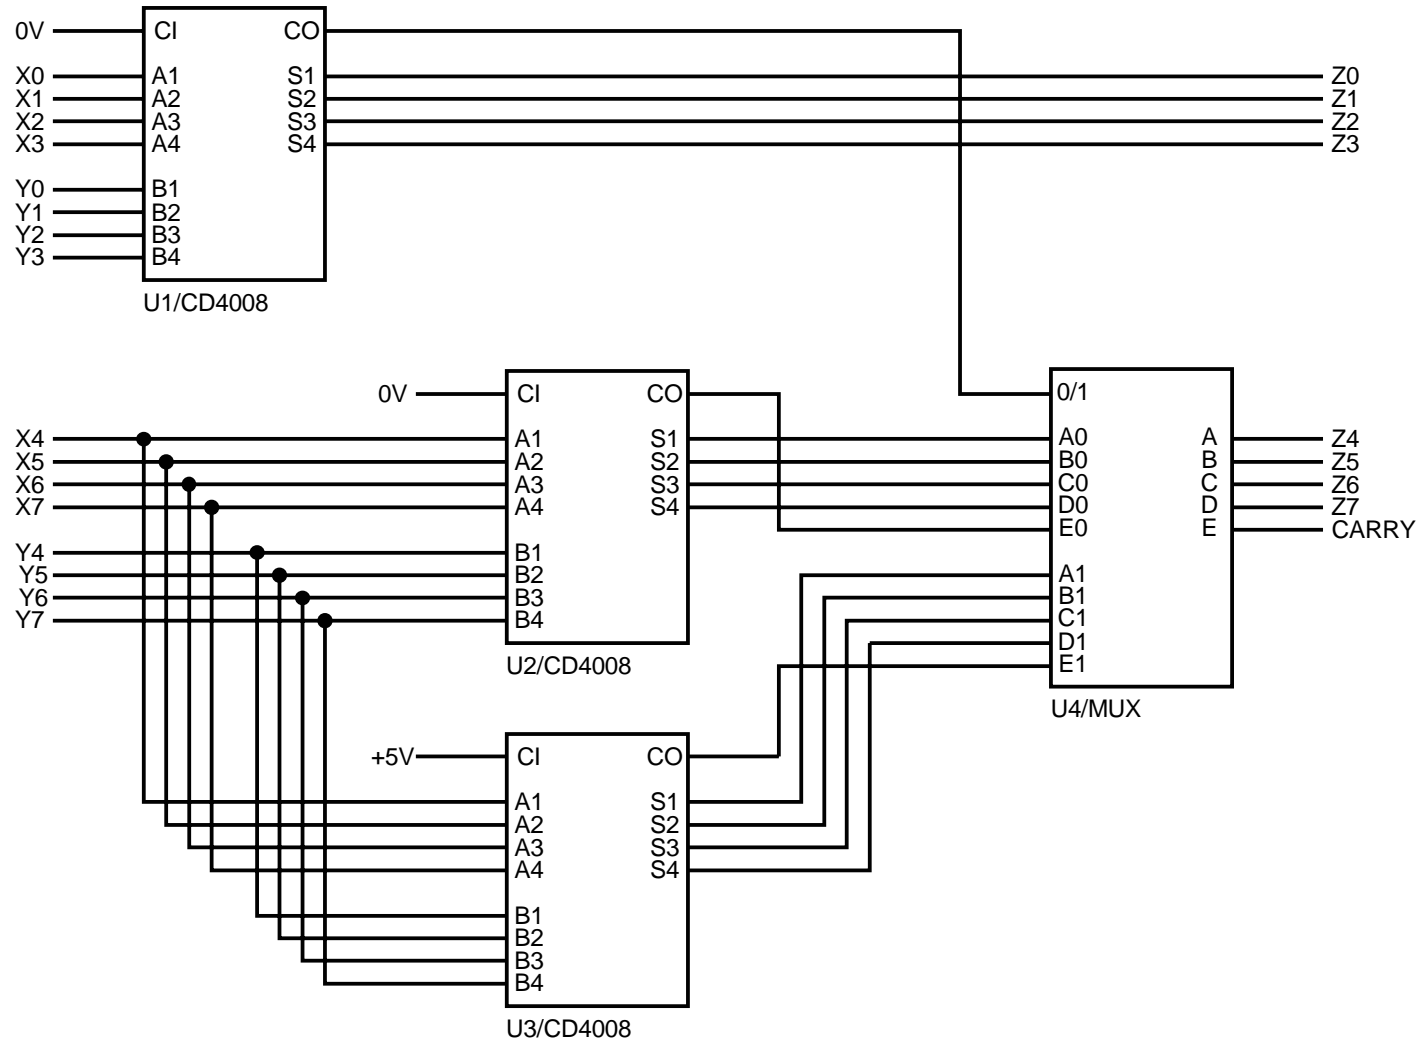 0V CI CO
X0 A1 S1 Z0
X1 A2 S2 Z1
X2 A3 S3 Z2
X3 A4 S4 Z3
Y0 B1
Y1 B2
Y2 B3
Y3 B4
U1/CD4008
0V CI CO 0/1
X4 A1 S1 A0 A Z4
X5 A2 S2 B0 B Z5
X6 A3 S3 C0 C Z6
X7 A4 S4 D0 D Z7
E0 E CARRY
Y4 B1
Y5 B2 A1
Y6 B3 B1
Y7 B4 C1
D1
E1
U2/CD4008
U4/MUX
+5V CI CO
A1 S1
A2 S2
A3 S3
A4 S4
B1
B2
B3
B4
U3/CD4008